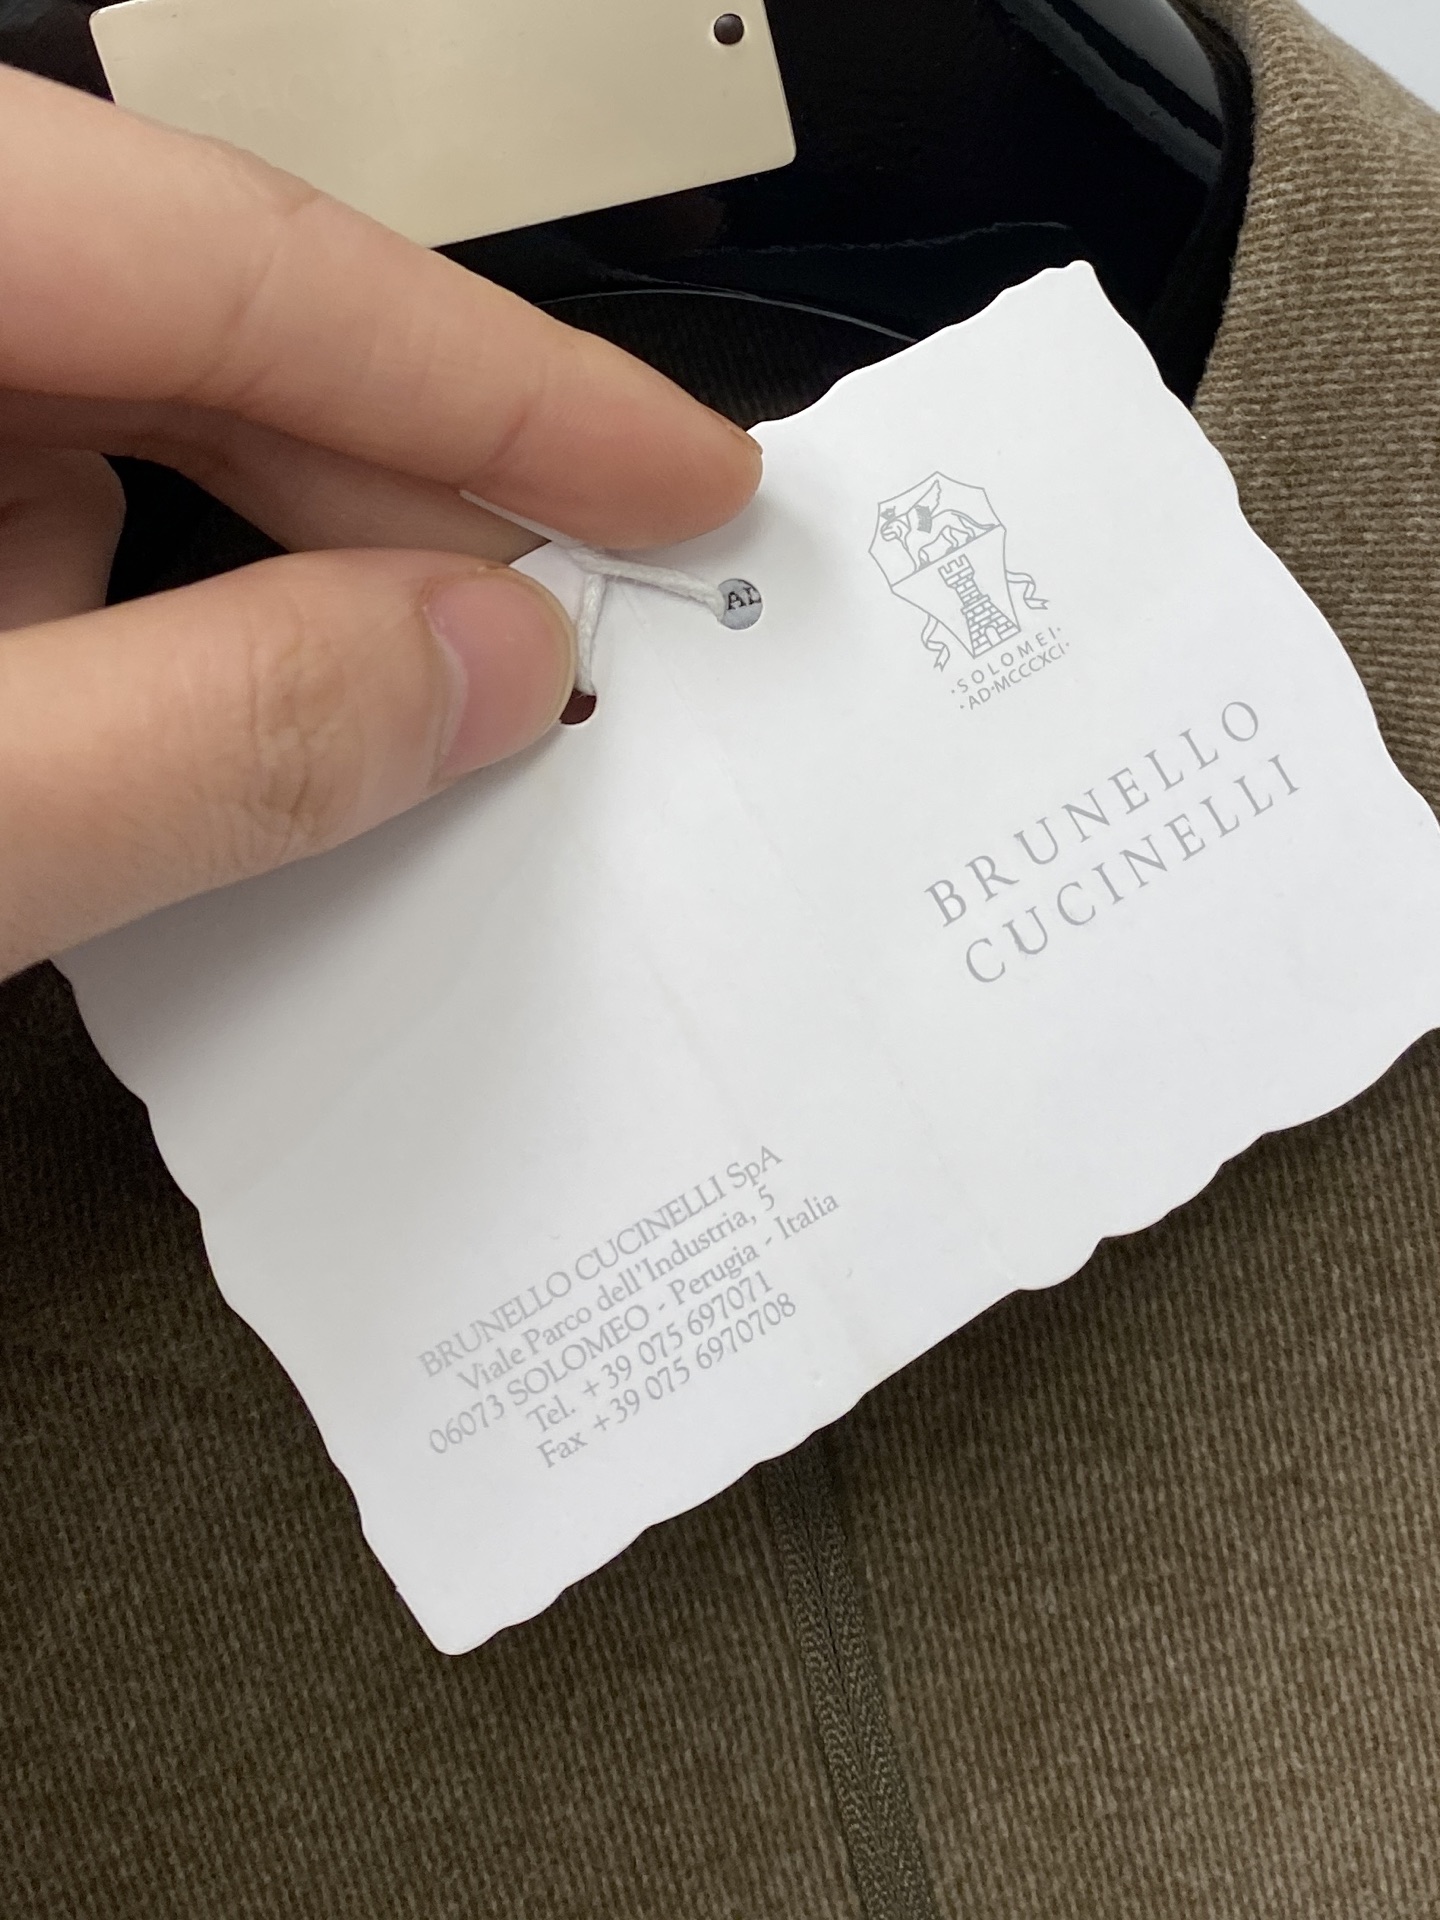 AL
·SOLOMEI·
·AD·MCCCXCI·
BRUNELLO
CUCINELLI
BRUNELLO CUCINELLI SpA
Viale Parco dell'Industria, 5
06073 SOLOMEO - Perugia - Italia
Tel. +39 075 697071
Fax +39 075 6970708